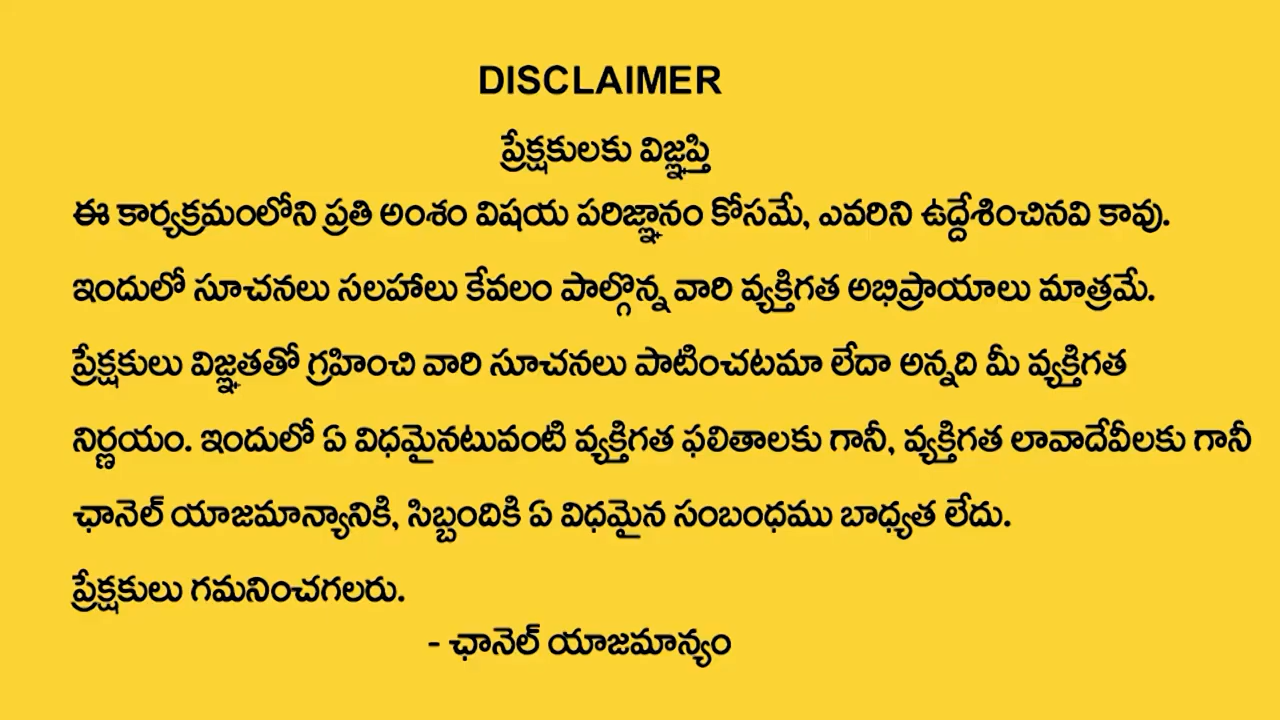 DISCLAIMER
ప్రేక్షకులకు విజ్ఞప్తి
ఈ కార్యక్రమంలోని ప్రతి అంశం విషయ పరిజ్ఞానం కోసమే, ఎవరిని ఉద్దేశించినవి కావు.
ఇందులో సూచనలు సలహాలు కేవలం పాల్గొన్న వారి వ్యక్తిగత అభిప్రాయాలు మాత్రమే.
ప్రేక్షకులు విజ్ఞతతో గ్రహించి వారి సూచనలు పాటించటమా లేదా అన్నది మీ వ్యక్తిగత
నిర్ణయం. ఇందులో ఏ విధమైనటువంటి వ్యక్తిగత ఫలితాలకు గానీ, వ్యక్తిగత లావాదేవీలకు గానీ
ఛానెల్ యాజమాన్యానికి, సిబ్బందికి ఏ విధమైన సంబంధము బాధ్యత లేదు.
ప్రేక్షకులు గమనించగలరు.
- ఛానెల్ యాజమాన్యం